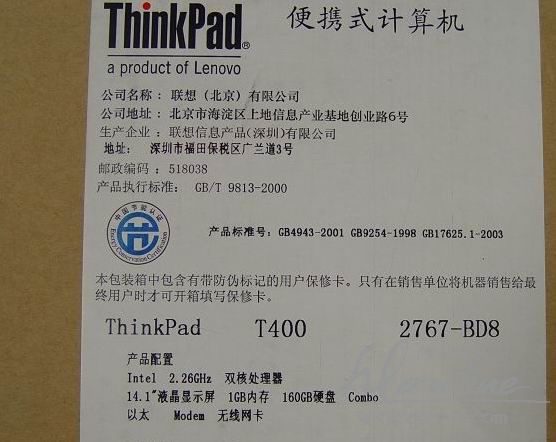 ThinkPad® 便携式计算机
a product of Lenovo
公司名称: 联想（北京）有限公司
公司地址: 北京市海淀区上地信息产业基地创业路6号
生产企业: 联想信息产品(深圳)有限公司
地址: 深圳市福田保税区广兰道3号
邮政编码: 518038
产品执行标准: GB/T 9813-2000
中国节能认证
Energy Conservation Certification
产品标准号: GB4943-2001 GB9254-1998 GB17625.1-2003
本包装箱中包含有带防伪标记的用户保修卡。只有在销售单位将机器销售给最
终用户时才可开箱填写保修卡。
ThinkPad T400 2767-BD8
产品配置
Intel 2.26GHz 双核处理器
14.1"液晶显示屏 1GB内存 160GB硬盘 Combo
以太 Modem 无线网卡